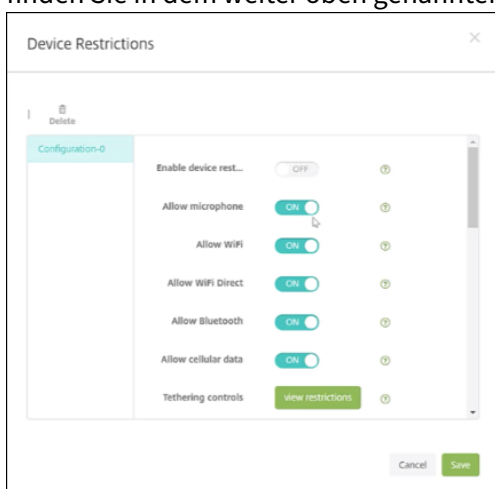 finden Sie in dem weiter oben genannten
Device Restrictions
Delete
Configuration-0
Enable device rest... OFF
Allow microphone ON
Allow WiFi ON
Allow WiFi Direct ON
Allow Bluetooth ON
Allow cellular data ON
Tethering controls view restrictions
Cancel Save